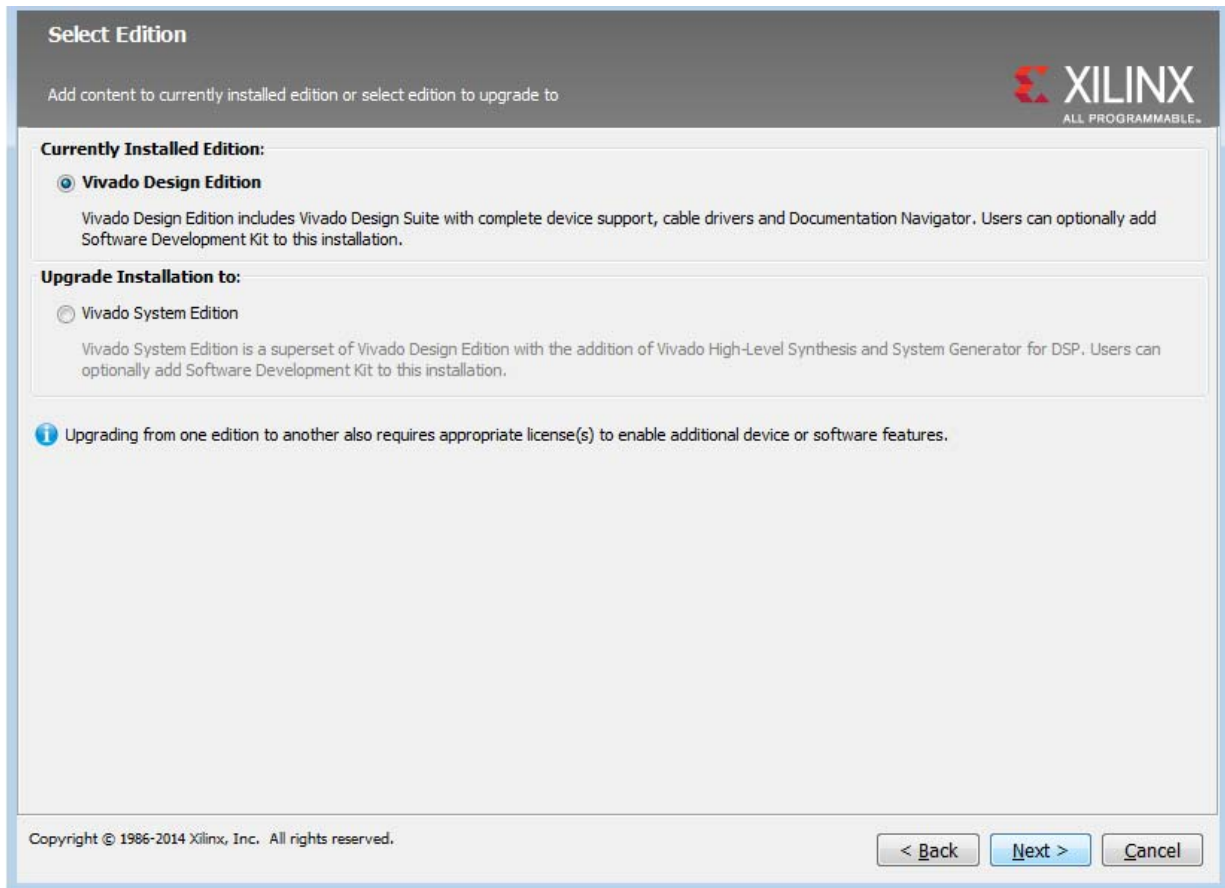 Select Edition
Add content to currently installed edition or select edition to upgrade to
XILINX
ALL PROGRAMMABLE™
Currently Installed Edition:
Vivado Design Edition
Vivado Design Edition includes Vivado Design Suite with complete device support, cable drivers and Documentation Navigator. Users can optionally add
Software Development Kit to this installation.
Upgrade Installation to:
Vivado System Edition
Vivado System Edition is a superset of Vivado Design Edition with the addition of Vivado High-Level Synthesis and System Generator for DSP. Users can
optionally add Software Development Kit to this installation.
Upgrading from one edition to another also requires appropriate license(s) to enable additional device or software features.
Copyright © 1986-2014 Xilinx, Inc. All rights reserved.
< Back Next > Cancel